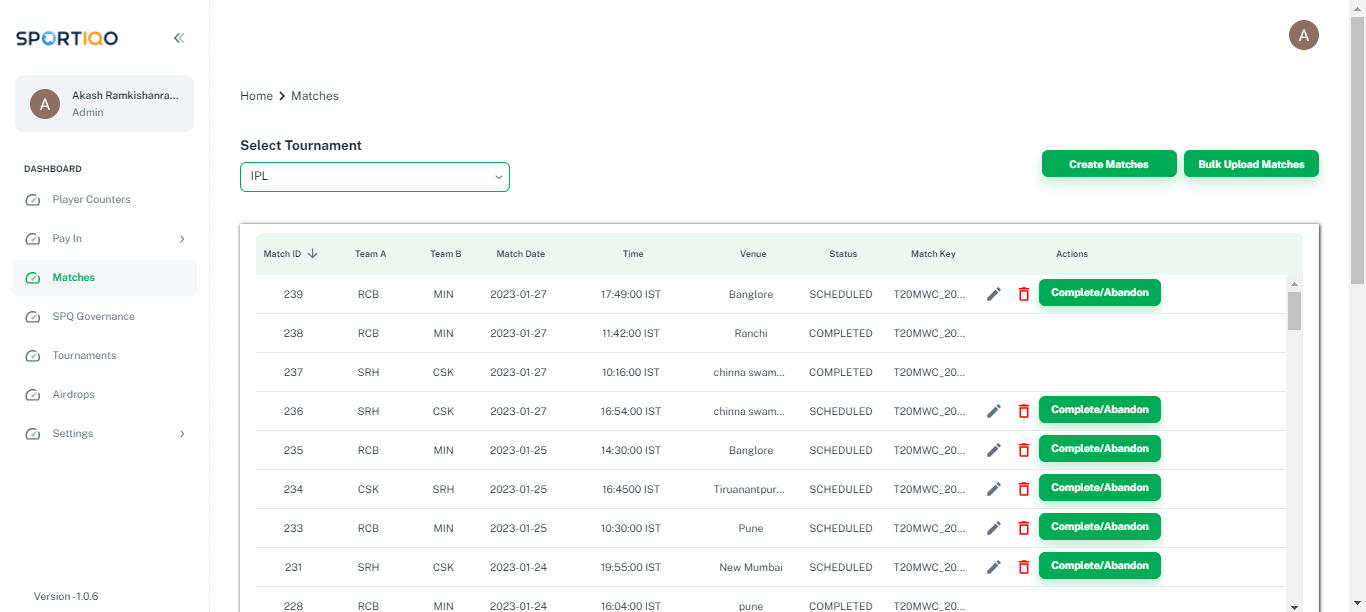 SPORTIQO
A
A
Akash Ramkishanra...
Admin
Home > Matches
Select Tournament
IPL
Create Matches
Bulk Upload Matches
DASHBOARD
Player Counters
Pay In
Matches
SPQ Governance
Tournaments
Airdrops
Settings
Version - 1.0.6
Match ID Team A Team B Match Date Time Venue Status Match Key Actions
239 RCB MIN 2023-01-27 17:49:00 IST Banglore SCHEDULED T20MWC_20... Complete/Abandon
238 RCB MIN 2023-01-27 11:42:00 IST Ranchi COMPLETED T20MWC_20...
237 SRH CSK 2023-01-27 10:16:00 IST chinna swam... COMPLETED T20MWC_20...
236 SRH CSK 2023-01-27 16:54:00 IST chinna swam... SCHEDULED T20MWC_20... Complete/Abandon
235 RCB MIN 2023-01-25 14:30:00 IST Banglore SCHEDULED T20MWC_20... Complete/Abandon
234 CSK SRH 2023-01-25 16:4500 IST Tiruanantpur... SCHEDULED T20MWC_20... Complete/Abandon
233 RCB MIN 2023-01-25 10:30:00 IST Pune SCHEDULED T20MWC_20... Complete/Abandon
231 SRH CSK 2023-01-24 19:55:00 IST New Mumbai SCHEDULED T20MWC_20... Complete/Abandon
228 RCB MIN 2023-01-24 16:04:00 IST pune COMPLETED T20MWC_20...